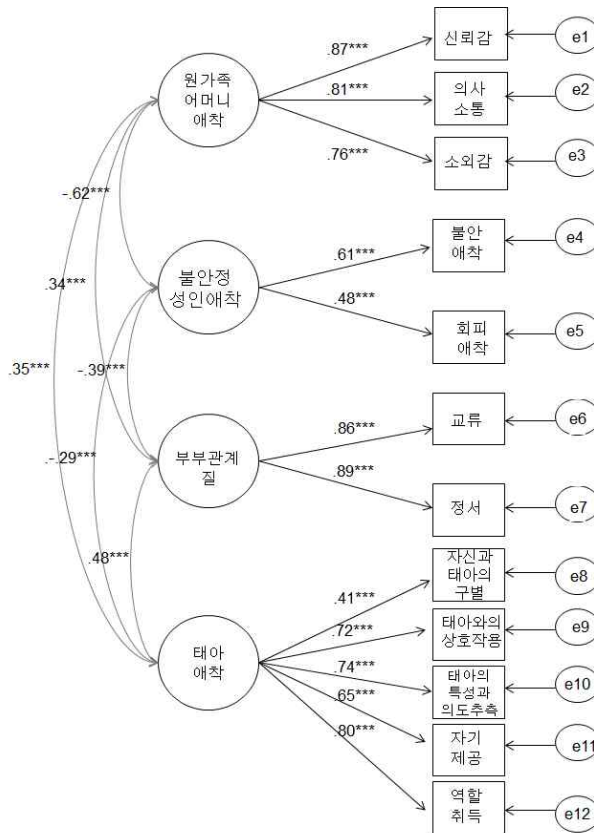 .87***
신뢰감
e1
원가족
어머니
애착
.81***
의사
소통
e2
.76***
소외감
e3
-.62***
불안정
성인애착
.61***
불안
애착
e4
.48***
회피
애착
e5
.34***
.35***
-.39***
부부관계
질
.86***
교류
e6
.89***
정서
e7
.-.29***
.48***
태아
애착
.41***
자신과
태아의
구별
e8
.72***
태아와의
상호작용
e9
.74***
태아의
특성과
의도추측
e10
.65***
자기
제공
e11
.80***
역할
취득
e12